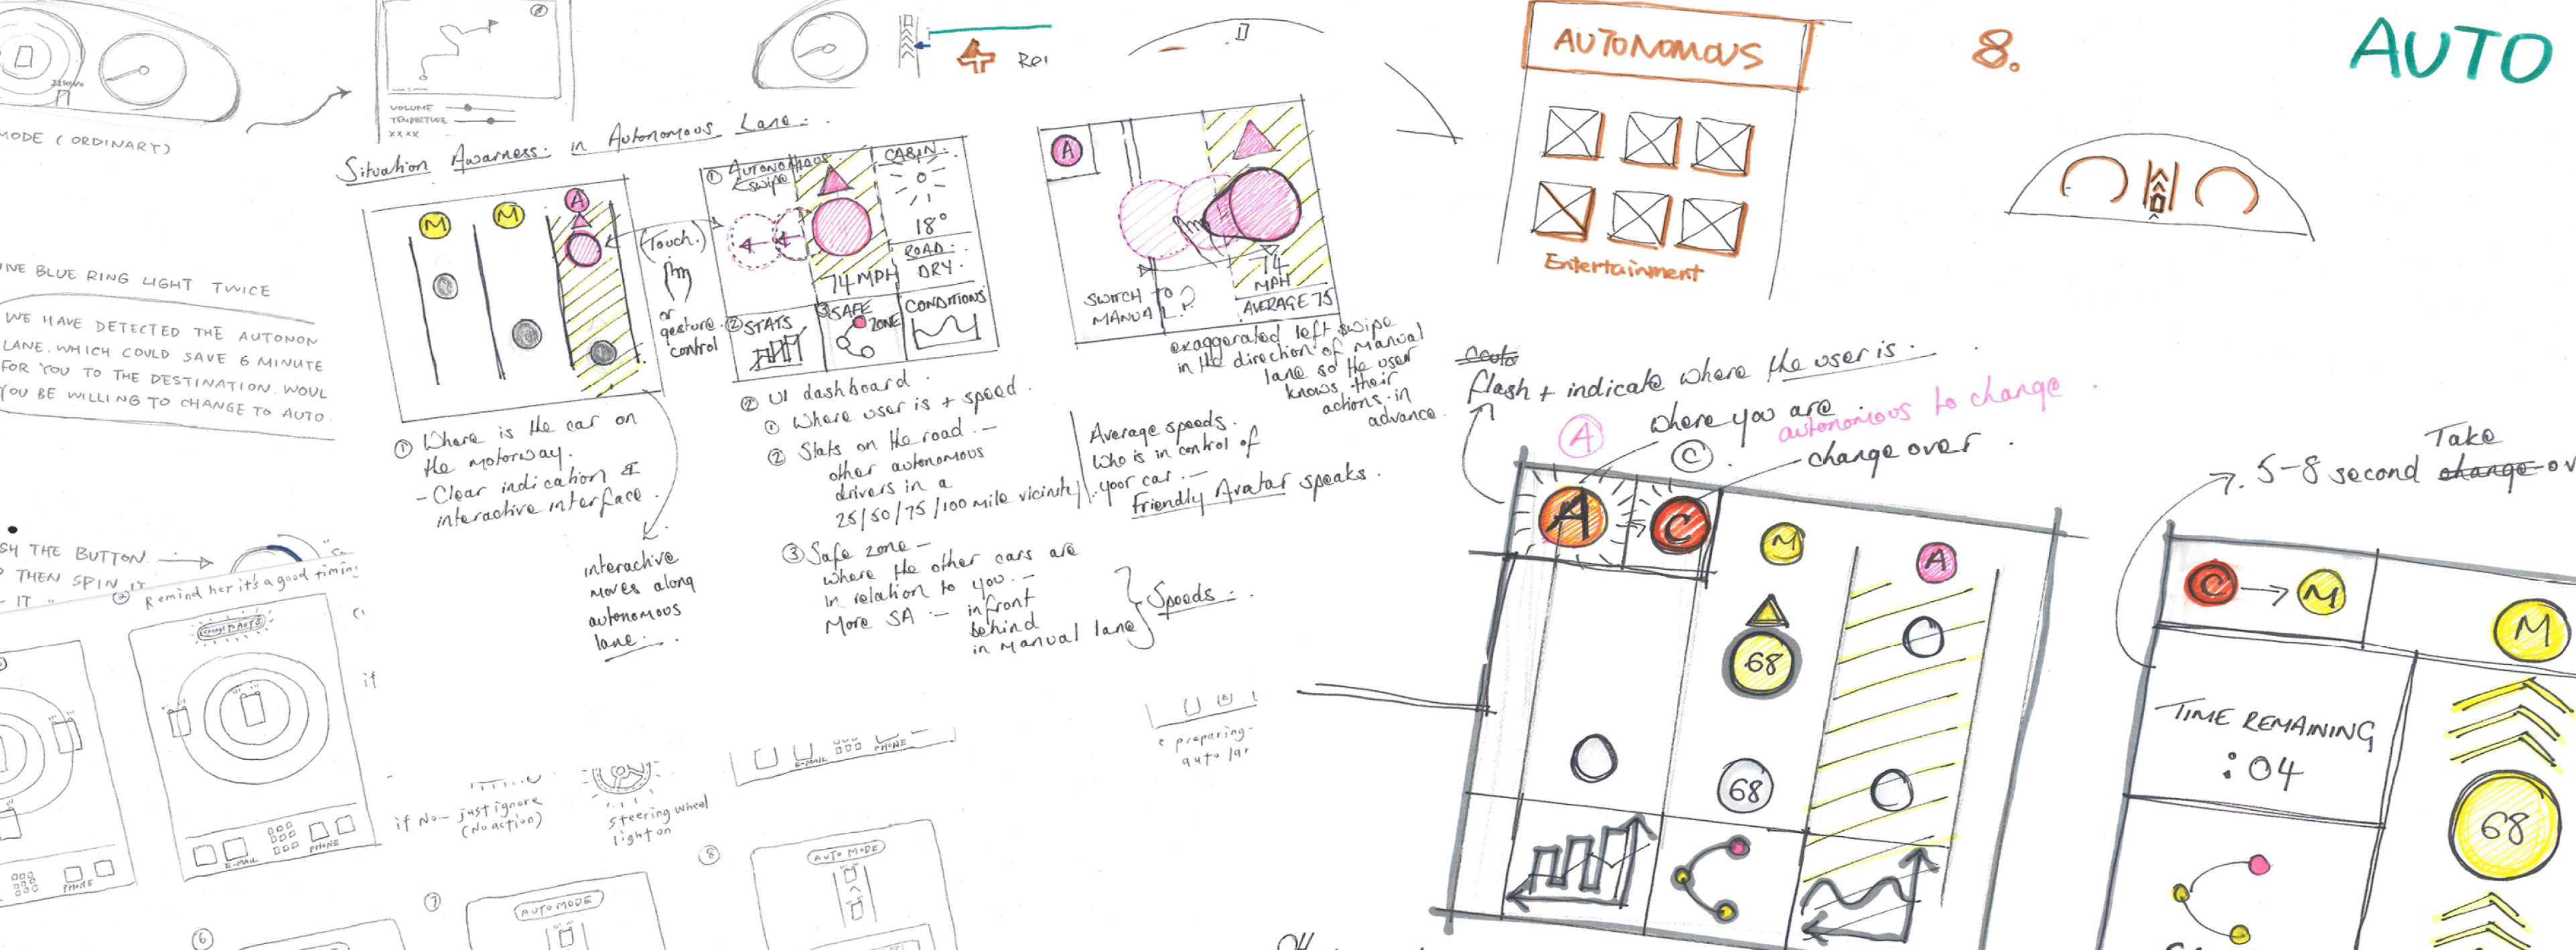 MODE (ORDINARY)
VOLUME
XXXX
Situation Awarness: in Autonomous Lane:
M
M
A
(Touch.)
or
gesture.
control
① AUTONOMOUS.
swipe
CABIN:
18°
ROAD:
DRY.
74 MPH
② STATS
③ SAFE
ZONE
CONDITIONS
A
SWITCH TO
MANUAL?
74
MPH
AVERAGE 75
exaggerated left swipe
in the direction of manual
lane so the user
knows their
actions in
advance.
AUTONOMOUS
Entertainment
8.
AUTO
BLUE RING LIGHT TWICE
WE HAVE DETECTED THE AUTONON
LANE. WHICH COULD SAVE 6 MINUTE
FOR YOU TO THE DESTINATION. WOUL
YOU BE WILLING TO CHANGE TO AUTO.
① Where is the car on
the motorway.
- Clear indication &
interactive interface.
interactive
moves along
autonomous
lane:
② UI dashboard.
① Where user is + speed.
② Stats on the road. -
other autonomous
drivers in a
25/50/75/100 mile vicinity
③ Safe zone -
where the other cars are
in relation to you. -
More SA :- infront
behind
in manual lane
Speeds:
Average speeds.
Who is in control of
your car. -
Friendly Avatar speaks.
flash + indicate where the user is.
A
where you are
autonomous to change
C
change over.
A
C
M
A
68
68
Take
5-8 second change
C → M
M
TIME REMAINING
:04
68
THE BUTTON
THEN SPIN IT
IT
Remind her it's a good timing
change to AUTO
E-MAIL
PHONE
PHONE
if
if No - just ignore
(No action)
steering wheel
light on
E-MAIL
PHONE
preparing
⑧
AUTO MODE
⑦
AUTO MODE
⑥